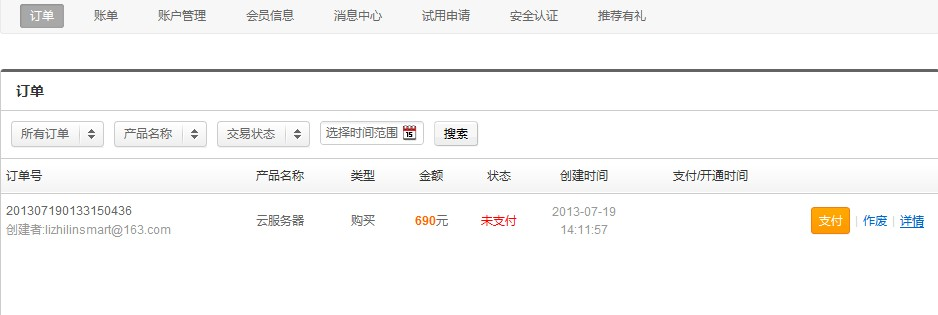 订单 账单 账户管理 会员信息 消息中心 试用申请 安全认证 推荐有礼
订单
所有订单 产品名称 交易状态 选择时间范围 15 搜索
订单号 产品名称 类型 金额 状态 创建时间 支付/开通时间
201307190133150436 云服务器 购买 690元 未支付 2013-07-19 支付 | 作废 | 详情
创建者:lizhilinsmart@163.com 14:11:57